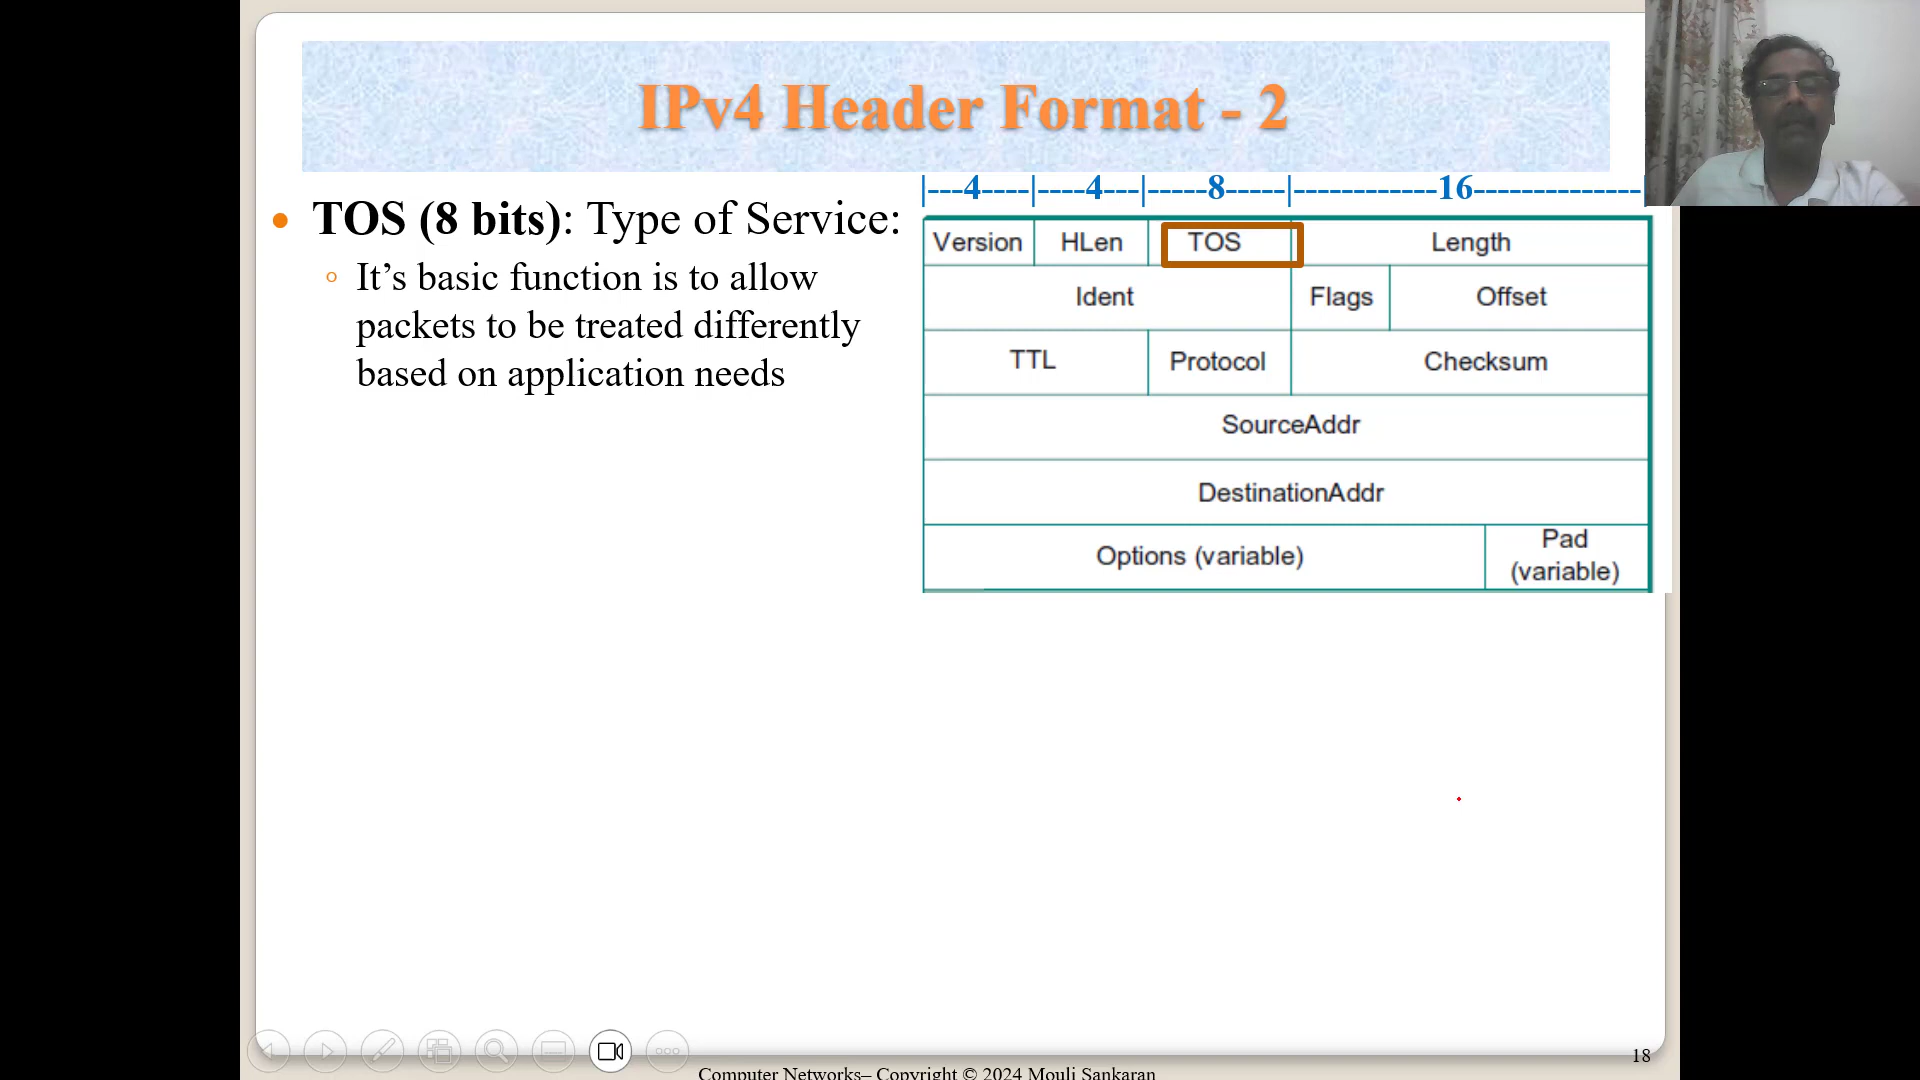 IPv4 Header Format - 2
|---4----|----4---|-----8-----|------------16--------------|
• TOS (8 bits): Type of Service:
Version HLen TOS Length
◦ It’s basic function is to allow
packets to be treated differently
based on application needs
Ident Flags Offset
TTL Protocol Checksum
SourceAddr
DestinationAddr
Options (variable) Pad
(variable)
18
Computer Networks– Copyright © 2024 Mouli Sankaran